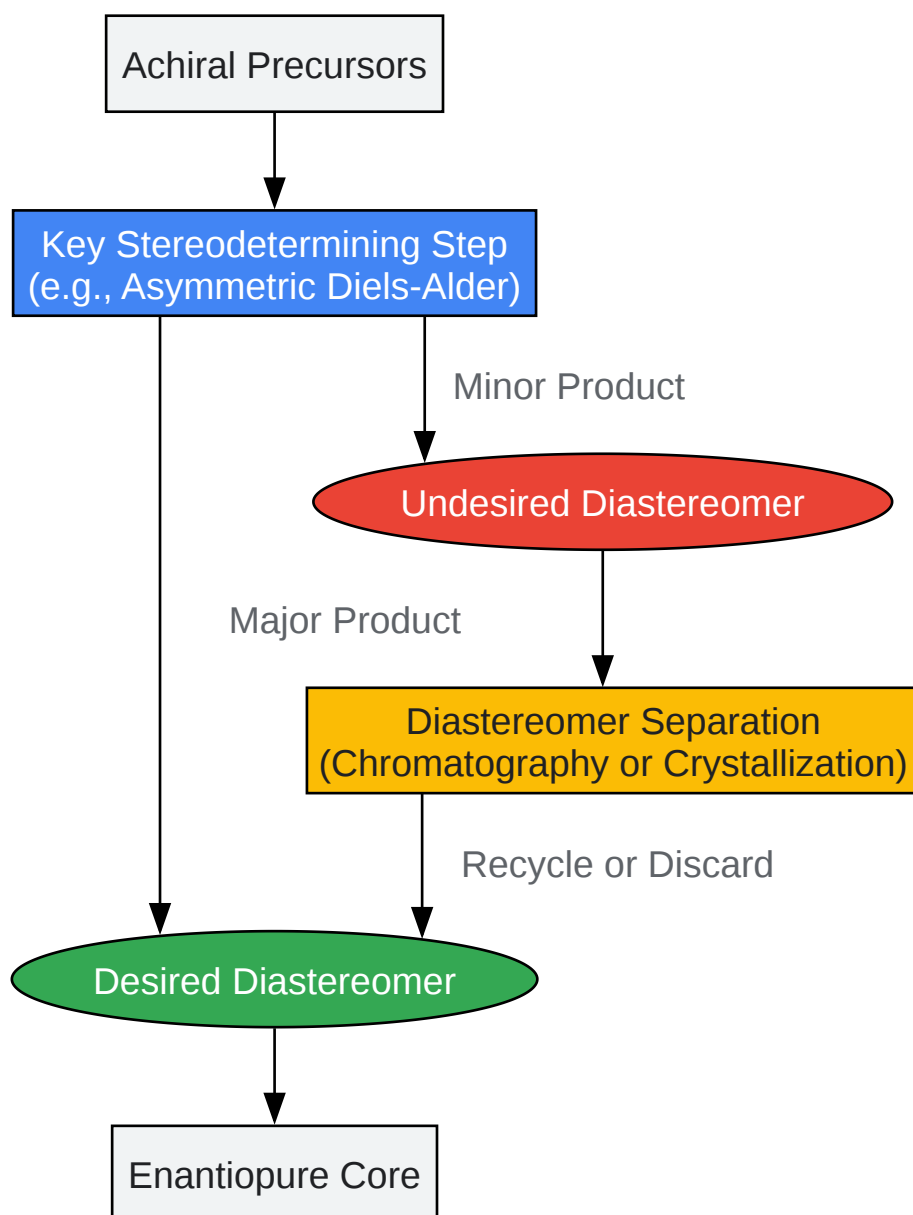 Achiral Precursors
Key Stereodetermining Step
(e.g., Asymmetric Diels-Alder)
Minor Product
Undesired Diastereomer
Major Product
Diastereomer Separation
(Chromatography or Crystallization)
Recycle or Discard
Desired Diastereomer
Enantiopure Core